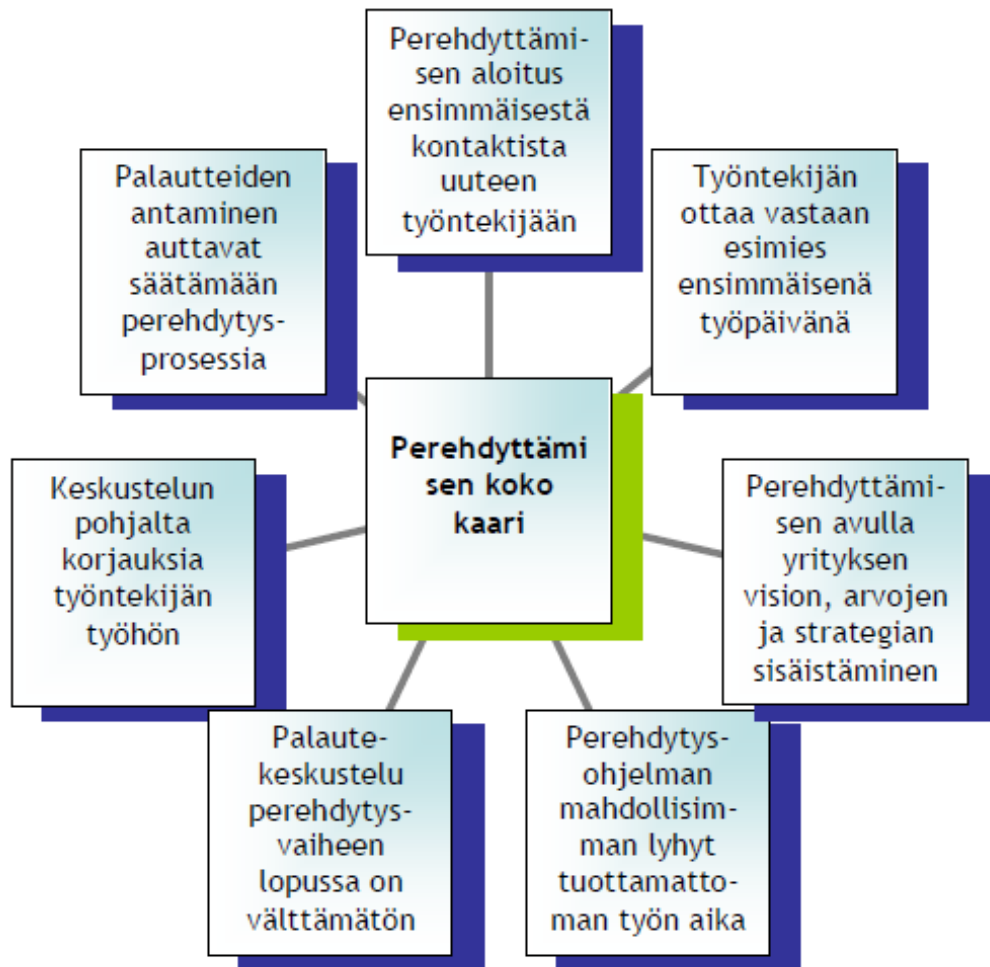 Perehdyttämi-
sen aloitus
ensimmäisestä
kontaktista
uuteen
työntekijään
Työntekijän
ottaa vastaan
esimies
ensimmäisenä
työpäivänä
Perehdyttämi-
sen avulla
yrityksen
vision, arvojen
ja strategian
sisäistäminen
Perehdytys-
ohjelman
mahdollisim-
man lyhyt
tuottamatto-
man työn aika
Palaute-
keskustelu
perehdytys-
vaiheen
lopussa on
välttämätön
Keskustelun
pohjalta
korjauksia
työntekijän
työhön
Palautteiden
antaminen
auttavat
säätämään
perehdytys-
prosessia
Perehdyttämi
sen koko
kaari